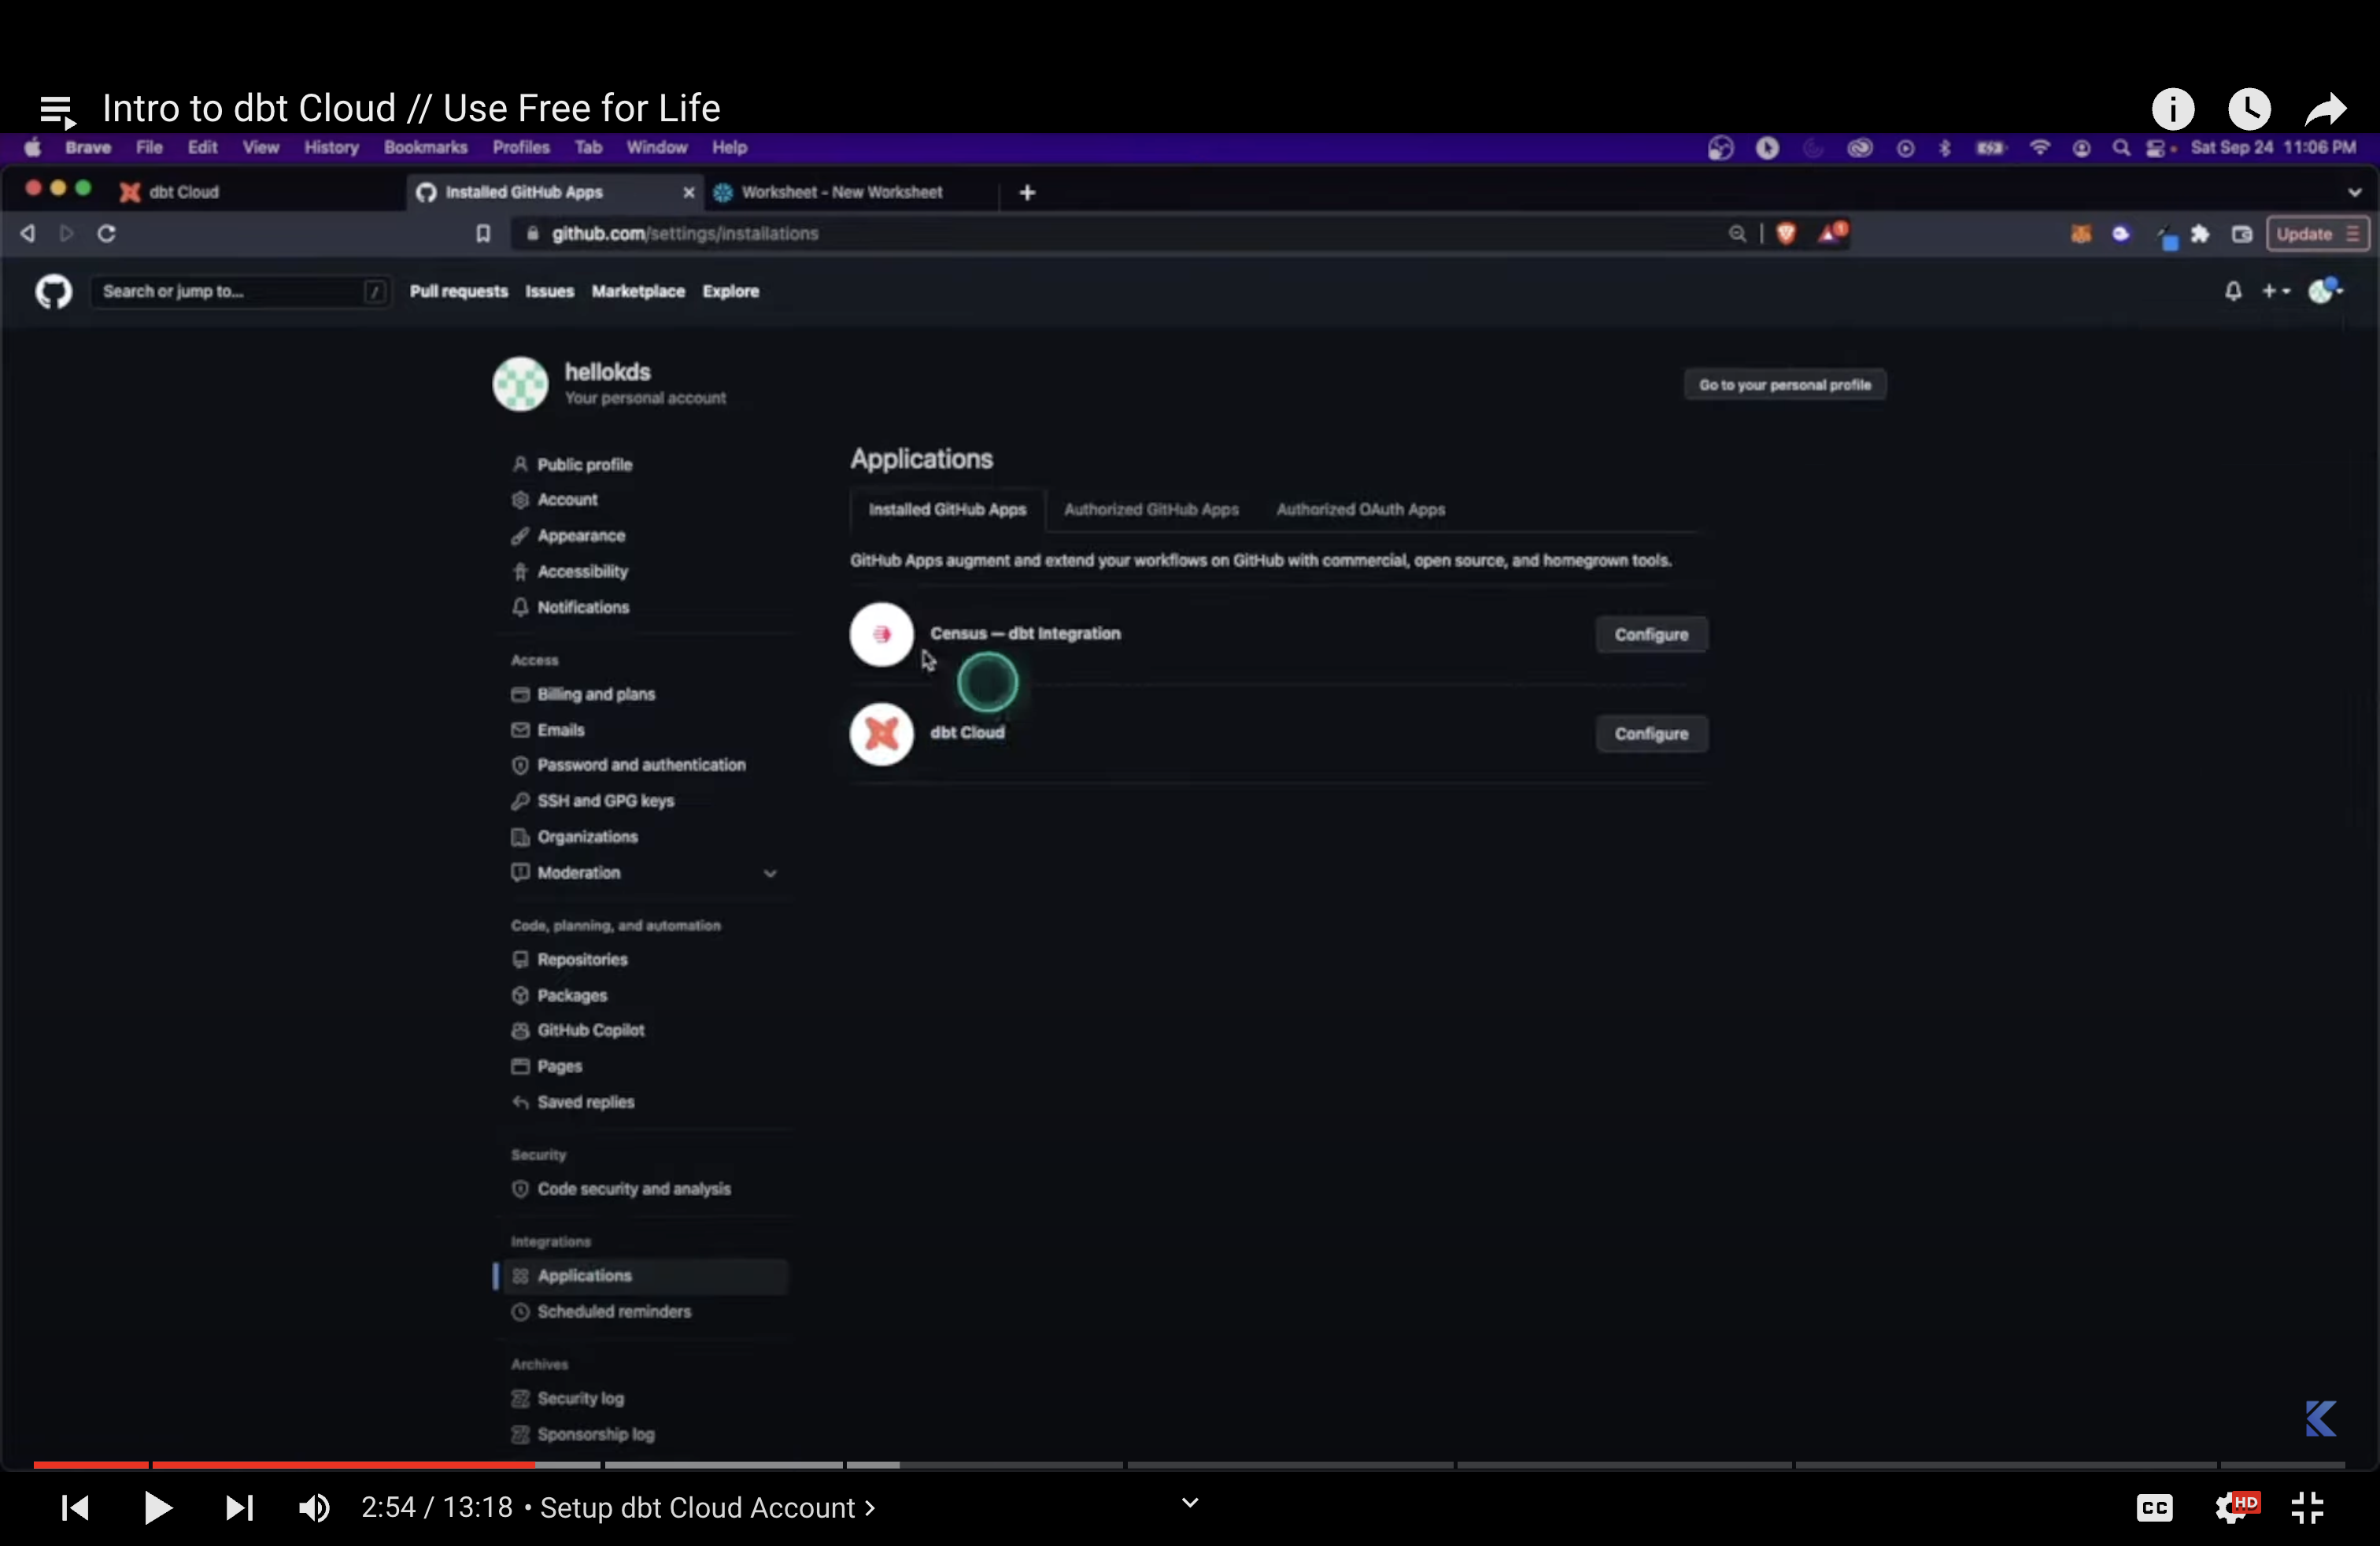 Intro to dbt Cloud // Use Free for Life
Brave File Edit View History Bookmarks Profiles Tab Window Help Sat Sep 24 11:06 PM
dbt Cloud Installed GitHub Apps Worksheet - New Worksheet
github.com/settings/installations 1 Update
Search or jump to... / Pull requests Issues Marketplace Explore
hellokds
Your personal account
Go to your personal profile
Public profile
Account
Appearance
Accessibility
Notifications
Access
Billing and plans
Emails
Password and authentication
SSH and GPG keys
Organizations
Moderation
Code, planning, and automation
Repositories
Packages
GitHub Copilot
Pages
Saved replies
Security
Code security and analysis
Integrations
Applications
Scheduled reminders
Archives
Security log
Sponsorship log
Applications
Installed GitHub Apps Authorized GitHub Apps Authorized OAuth Apps
GitHub Apps augment and extend your workflows on GitHub with commercial, open source, and homegrown tools.
Census — dbt Integration Configure
dbt Cloud Configure
2:54 / 13:18 • Setup dbt Cloud Account
CC HD